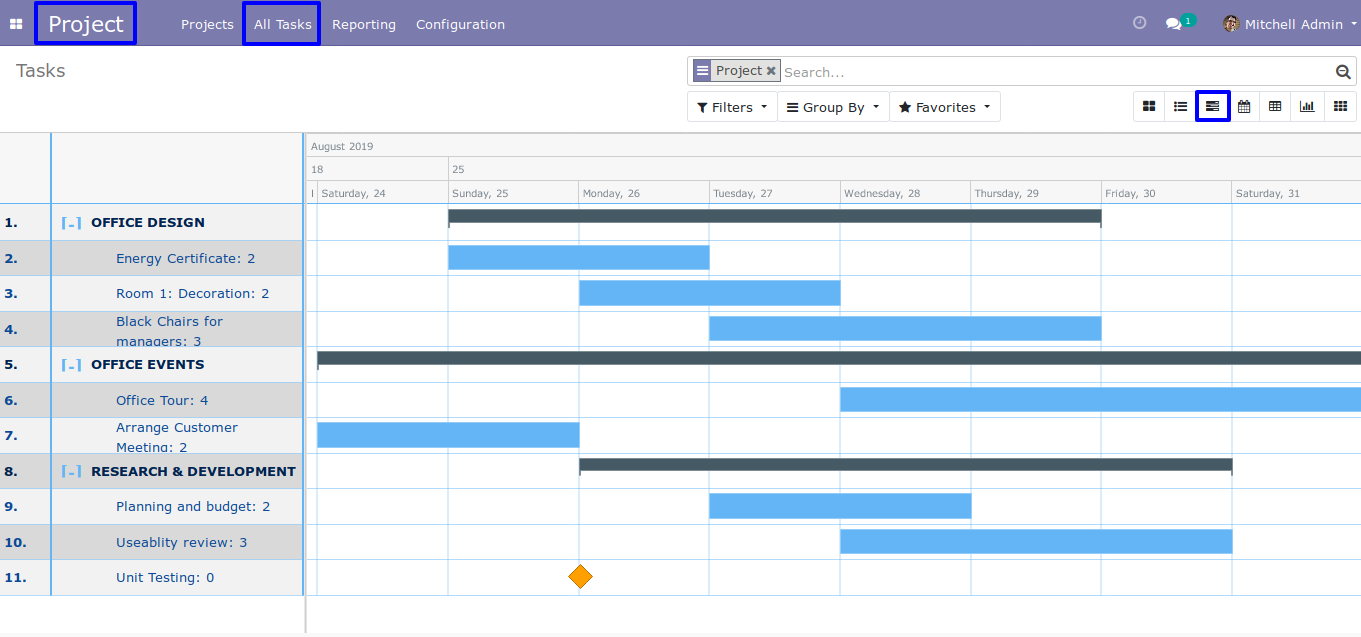 Project Projects All Tasks Reporting Configuration 1 Mitchell Admin
Tasks
Project Search...
Filters Group By Favorites
August 2019
18 25
Saturday, 24 Sunday, 25 Monday, 26 Tuesday, 27 Wednesday, 28 Thursday, 29 Friday, 30 Saturday, 31
1. [-] OFFICE DESIGN
2. Energy Certificate: 2
3. Room 1: Decoration: 2
4. Black Chairs for
managers: 3
5. [-] OFFICE EVENTS
6. Office Tour: 4
7. Arrange Customer
Meeting: 2
8. [-] RESEARCH & DEVELOPMENT
9. Planning and budget: 2
10. Useablity review: 3
11. Unit Testing: 0